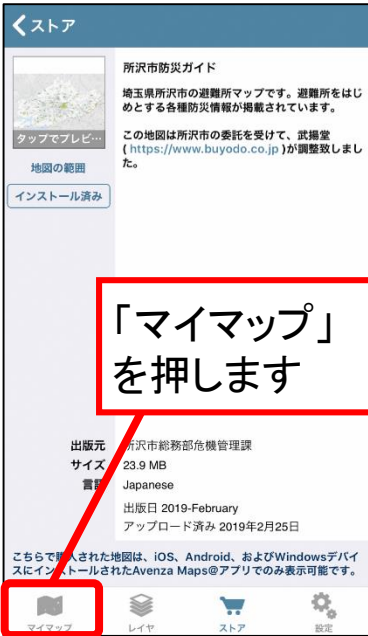 ストア
所沢市防災ガイド
埼玉県所沢市の避難所マップです。避難所をはじ
めとする各種防災情報が掲載されています。
この地図は所沢市の委託を受けて、武揚堂
( https://www.buyodo.co.jp )が調整致しまし
た。
タップでプレビ…
地図の範囲
インストール済み
「マイマップ」
を押します
出版元 所沢市総務部危機管理課
サイズ 23.9 MB
言語 Japanese
出版日 2019-February
アップロード済み 2019年2月25日
こちらで購入された地図は、iOS、Android、およびWindowsデバイ
スにインストールされたAvenza Maps@アプリでのみ表示可能です。
マイマップ レイヤ ストア 設定